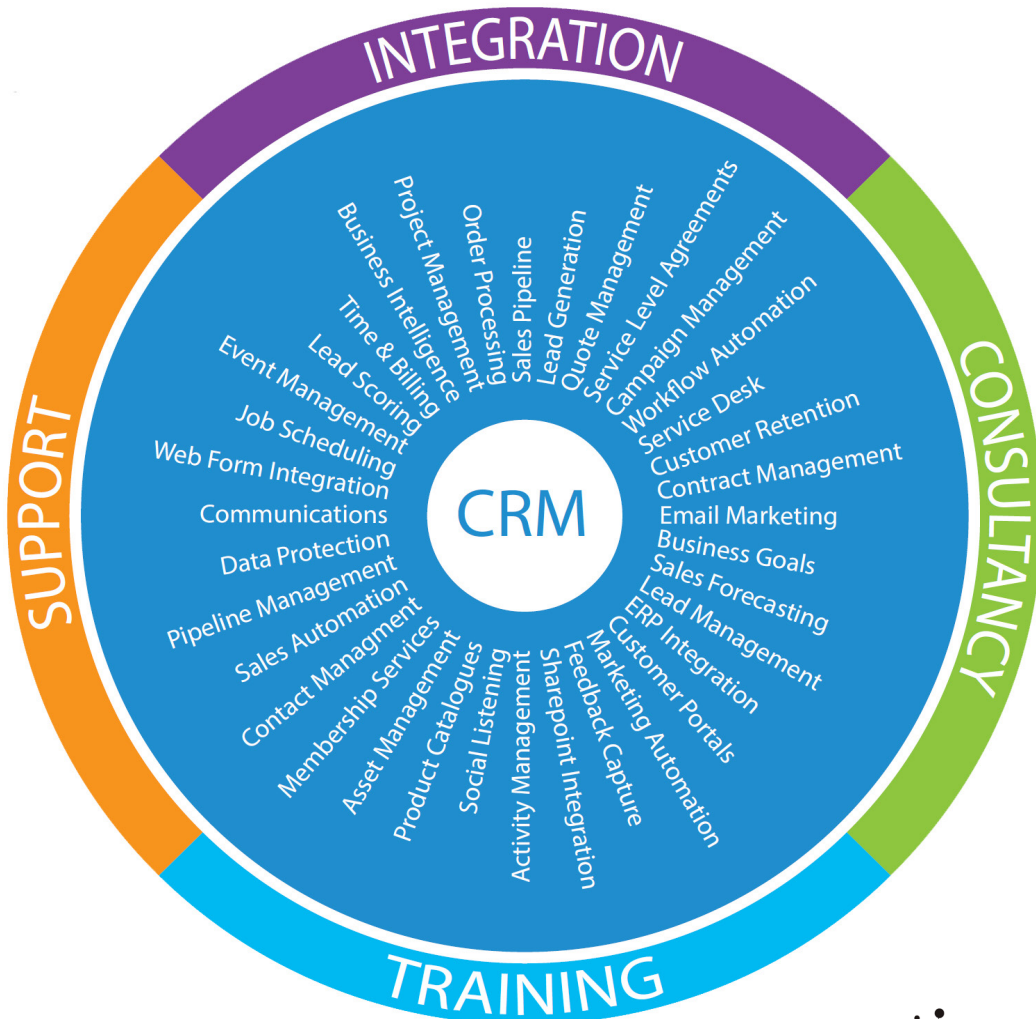 INTEGRATION
CONSULTANCY
TRAINING
SUPPORT
CRM
Sales Pipeline
Lead Generation
Quote Management
Service Level Agreements
Campaign Management
Workflow Automation
Service Desk
Customer Retention
Contract Management
Email Marketing
Business Goals
Sales Forecasting
Lead Management
ERP Integration
Customer Portals
Marketing Automation
Feedback Capture
Sharepoint Integration
Activity Management
Social Listening
Product Catalogues
Asset Management
Membership Services
Contact Managment
Sales Automation
Pipeline Management
Data Protection
Communications
Web Form Integration
Job Scheduling
Event Management
Lead Scoring
Time & Billing
Business Intelligence
Project Management
Order Processing